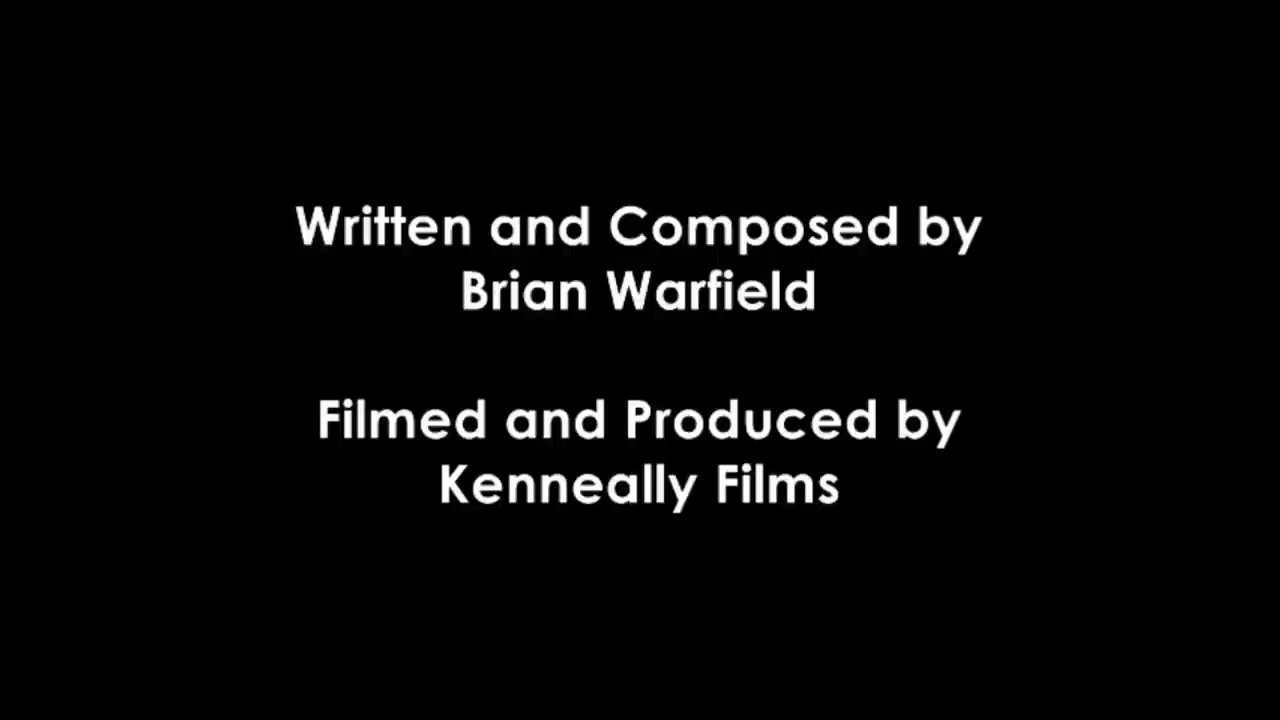 Written and Composed by
Brian Warfield
Filmed and Produced by
Kenneally Films